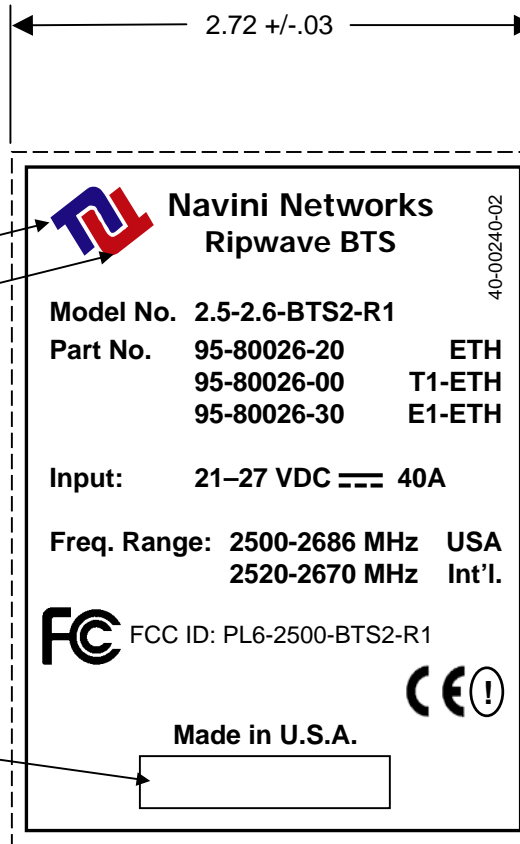 2.72 +/-.03
Navini Networks
Ripwave BTS
40-00240-02
Model No. 2.5-2.6-BTS2-R1
Part No. 95-80026-20 ETH
95-80026-00 T1-ETH
95-80026-30 E1-ETH
Input: 21–27 VDC 40A
Freq. Range: 2500-2686 MHz USA
2520-2670 MHz Int'l.
FC FCC ID: PL6-2500-BTS2-R1
CE !
Made in U.S.A.